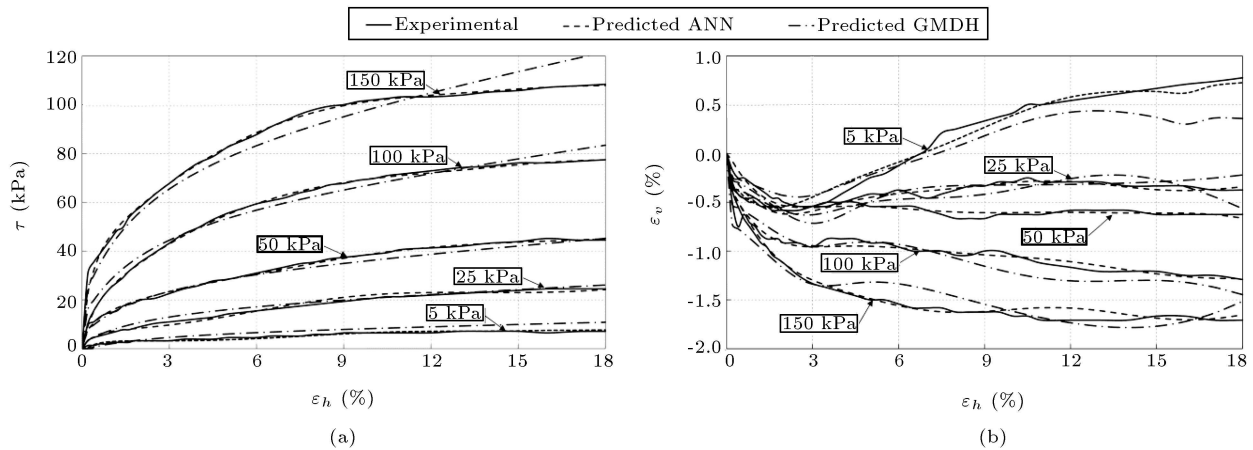 Experimental Predicted ANN Predicted GMDH
120
100
80
60
40
20
0
τ (kPa)
150 kPa
100 kPa
50 kPa
25 kPa
5 kPa
0 3 6 9 12 15 18
εh (%)
(a)
1.0
0.5
0.0
-0.5
-1.0
-1.5
-2.0
εv (%)
5 kPa
25 kPa
50 kPa
100 kPa
150 kPa
0 3 6 9 12 15 18
εh (%)
(b)